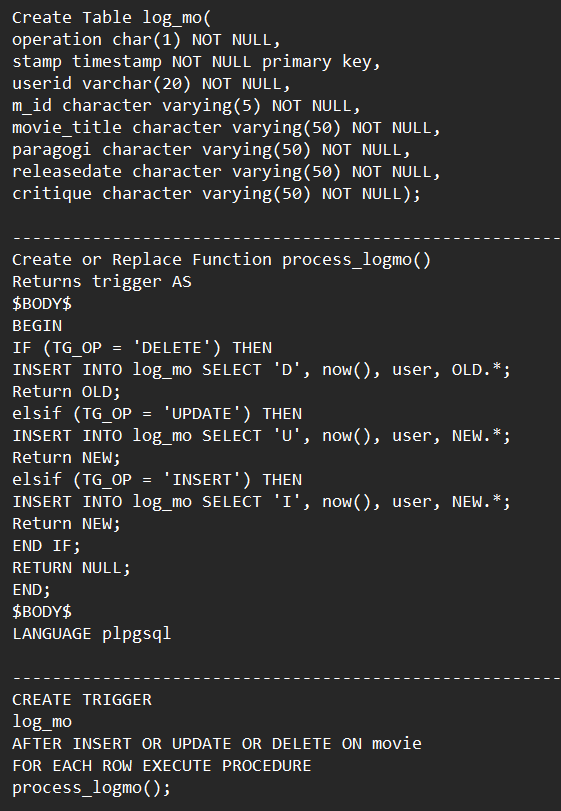 Create Table log_mo(
operation char(1) NOT NULL,
stamp timestamp NOT NULL primary key,
userid varchar(20) NOT NULL,
m_id character varying(5) NOT NULL,
movie_title character varying(50) NOT NULL,
paragogi character varying(50) NOT NULL,
releasedate character varying(50) NOT NULL,
critique character varying(50) NOT NULL);
-------------------------------------------------------
Create or Replace Function process_logmo()
Returns trigger AS
$BODY$
BEGIN
IF (TG_OP = 'DELETE') THEN
INSERT INTO log_mo SELECT 'D', now(), user, OLD.*;
Return OLD;
elsif (TG_OP = 'UPDATE') THEN
INSERT INTO log_mo SELECT 'U', now(), user, NEW.*;
Return NEW;
elsif (TG_OP = 'INSERT') THEN
INSERT INTO log_mo SELECT 'I', now(), user, NEW.*;
Return NEW;
END IF;
RETURN NULL;
END;
$BODY$
LANGUAGE plpgsql
-------------------------------------------------------
CREATE TRIGGER
log_mo
AFTER INSERT OR UPDATE OR DELETE ON movie
FOR EACH ROW EXECUTE PROCEDURE
process_logmo();